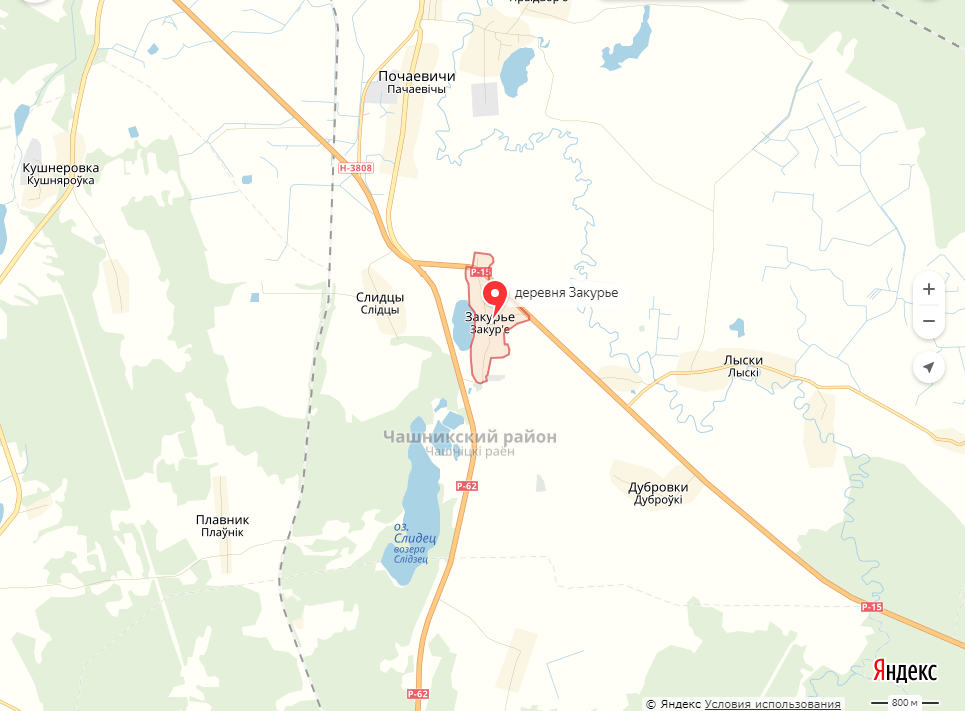 Почаевичи
Пачаевічы
Кушнеровка
Кушняроўка
Н-3808
Р-15
деревня Закурье
Слидцы
Слідцы
Закурье
Закур'е
Лыски
Лыскі
Чашникский район
Чашніцкі раён
Р-62
Дубровки
Дуброўкі
Плавник
Плаўнік
оз.
Слидец
возера
Слідзец
Р-15
Яндекс
Р-62
© Яндекс Условия использования
800 м